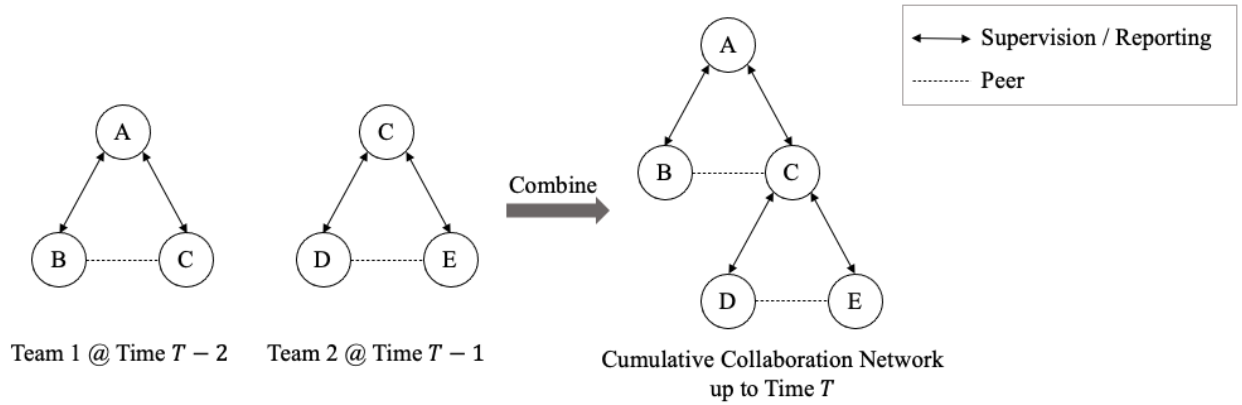 A
B
C
Team 1 @ Time T − 2
C
D
E
Team 2 @ Time T − 1
Combine
A
B
C
D
E
Cumulative Collaboration Network
up to Time T
Supervision / Reporting
Peer